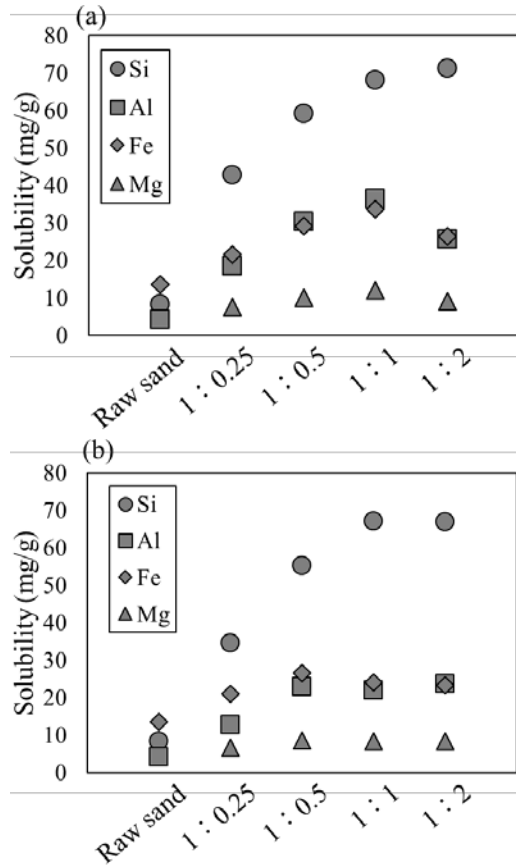 (a)
80
70
60
50
40
30
20
10
0
Solubility (mg/g)
Si
Al
Fe
Mg
Raw sand
1：0.25
1：0.5
1：1
1：2
(b)
80
70
60
50
40
30
20
10
0
Solubility (mg/g)
Si
Al
Fe
Mg
Raw sand
1：0.25
1：0.5
1：1
1：2